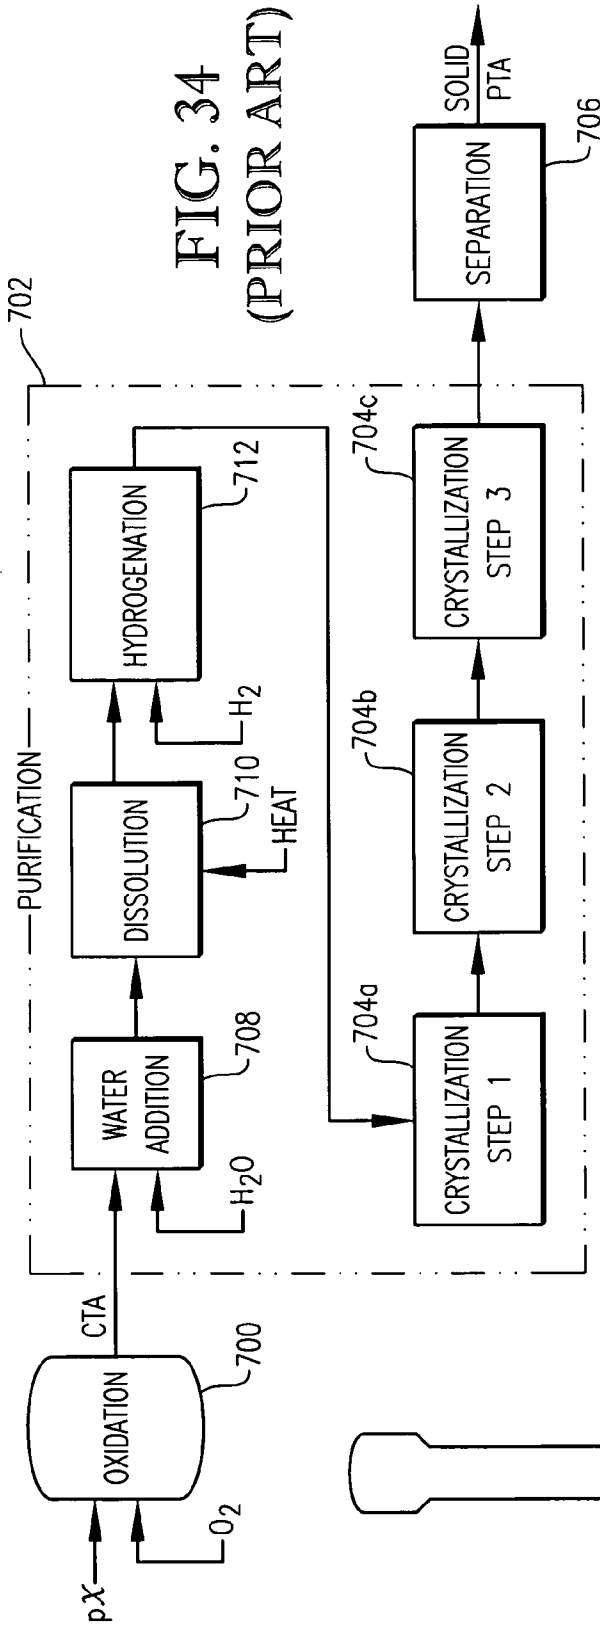 FIG. 34
(PRIOR ART)
PURIFICATION
702
pX
O2
OXIDATION
700
CTA
H2O
WATER
ADDITION
708
DISSOLUTION
710
HEAT
H2
HYDROGENATION
712
CRYSTALLIZATION
STEP 1
704a
CRYSTALLIZATION
STEP 2
704b
CRYSTALLIZATION
STEP 3
704c
SEPARATION
706
SOLID
PTA